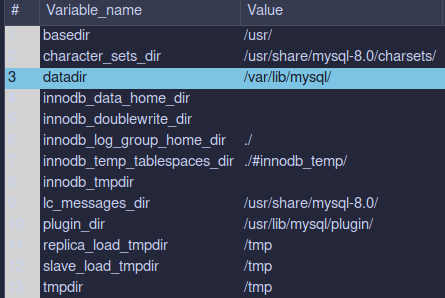 # Variable_name Value
basedir /usr/
character_sets_dir /usr/share/mysql-8.0/charsets/
3 datadir /var/lib/mysql/
innodb_data_home_dir
innodb_doublewrite_dir
innodb_log_group_home_dir ./
innodb_temp_tablespaces_dir ./#innodb_temp/
innodb_tmpdir
lc_messages_dir /usr/share/mysql-8.0/
plugin_dir /usr/lib/mysql/plugin/
replica_load_tmpdir /tmp
slave_load_tmpdir /tmp
tmpdir /tmp